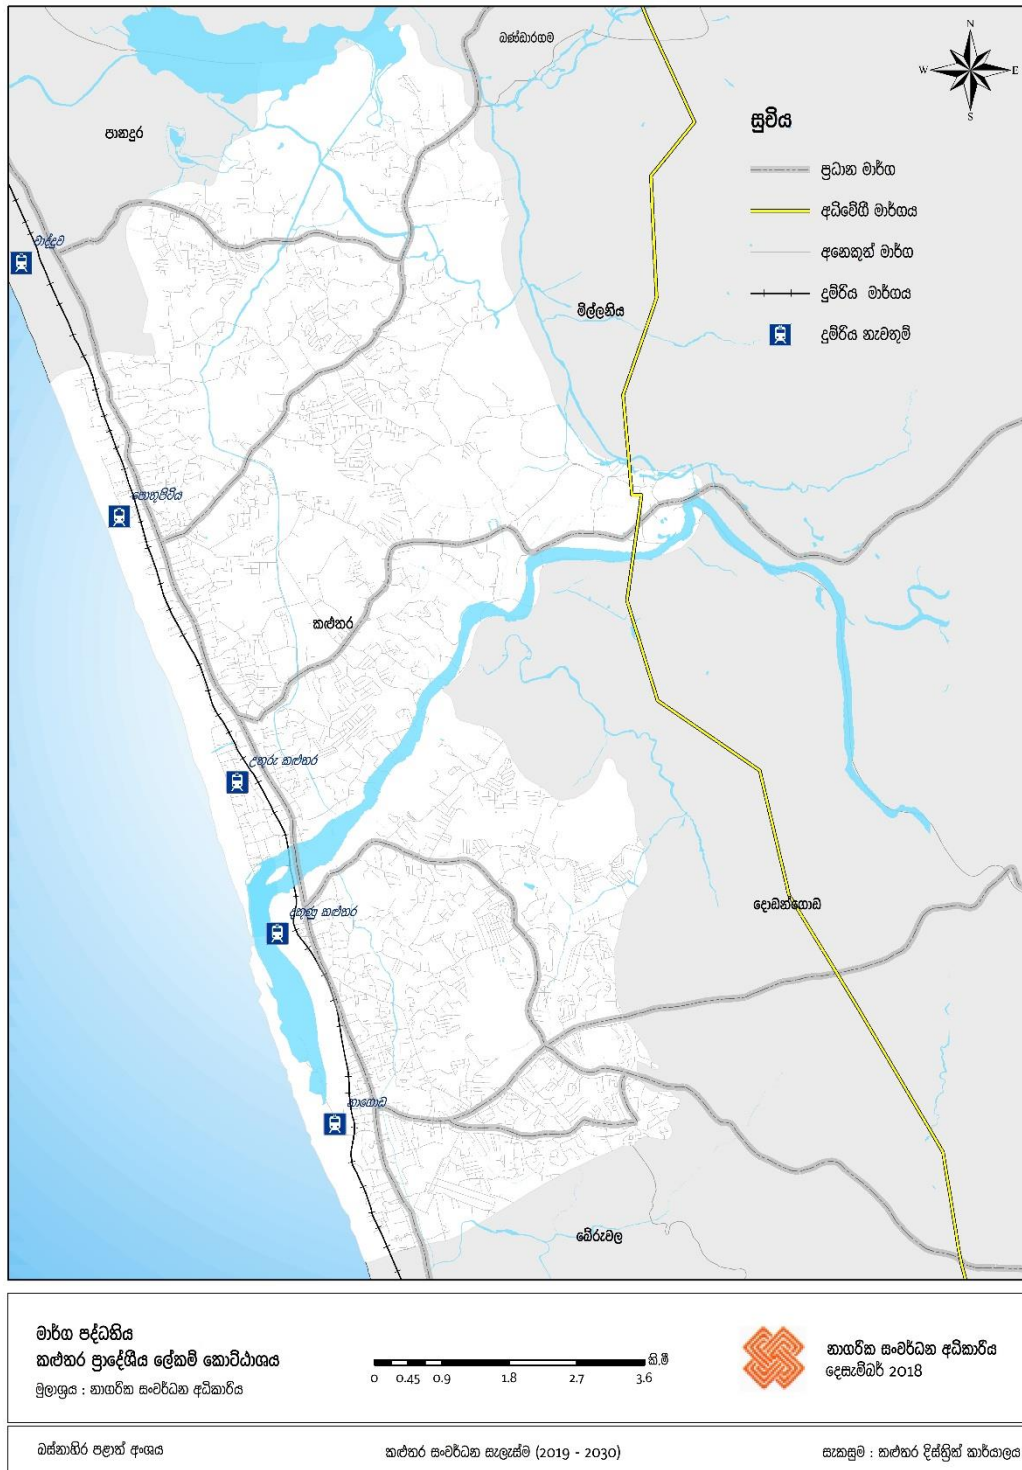 බණ්ඩාරගම
N
W
E
S
පානදුර
සූචිය
ප්‍රධාන මාර්ග
අධිවේගී මාර්ගය
අනෙකුත් මාර්ග
දුම්රිය මාර්ගය
දුම්රිය නැවතුම්
වාද්දුව
මිල්ලනිය
පොතුපිටිය
කළුතර
උතුරු කළුතර
දොඩන්ගොඩ
දකුණු කළුතර
කාගොඩ
බේරුවල
මාර්ග පද්ධතිය
කළුතර ප්‍රාදේශීය ලේකම් කොට්ඨාශය
මූලාශ්‍රය : නාගරික සංවර්ධන අධිකාරිය
කි.මී
0 0.45 0.9 1.8 2.7 3.6
නාගරික සංවර්ධන අධිකාරිය
දෙසැම්බර් 2018
බස්නාහිර පළාත් අංශය
කළුතර සංවර්ධන සැලැස්ම (2019 - 2030)
සැකසුම : කළුතර දිස්ත්‍රික් කාර්යාලය